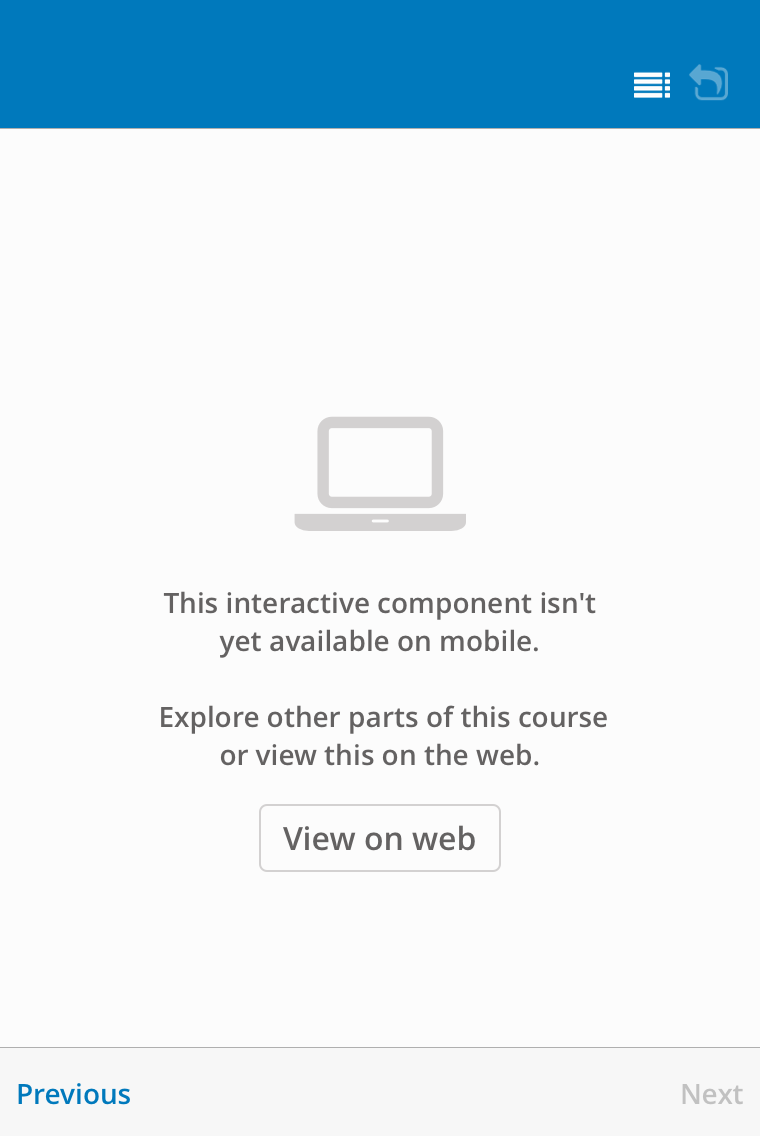 This interactive component isn't
yet available on mobile.
Explore other parts of this course
or view this on the web.
View on web
Previous
Next